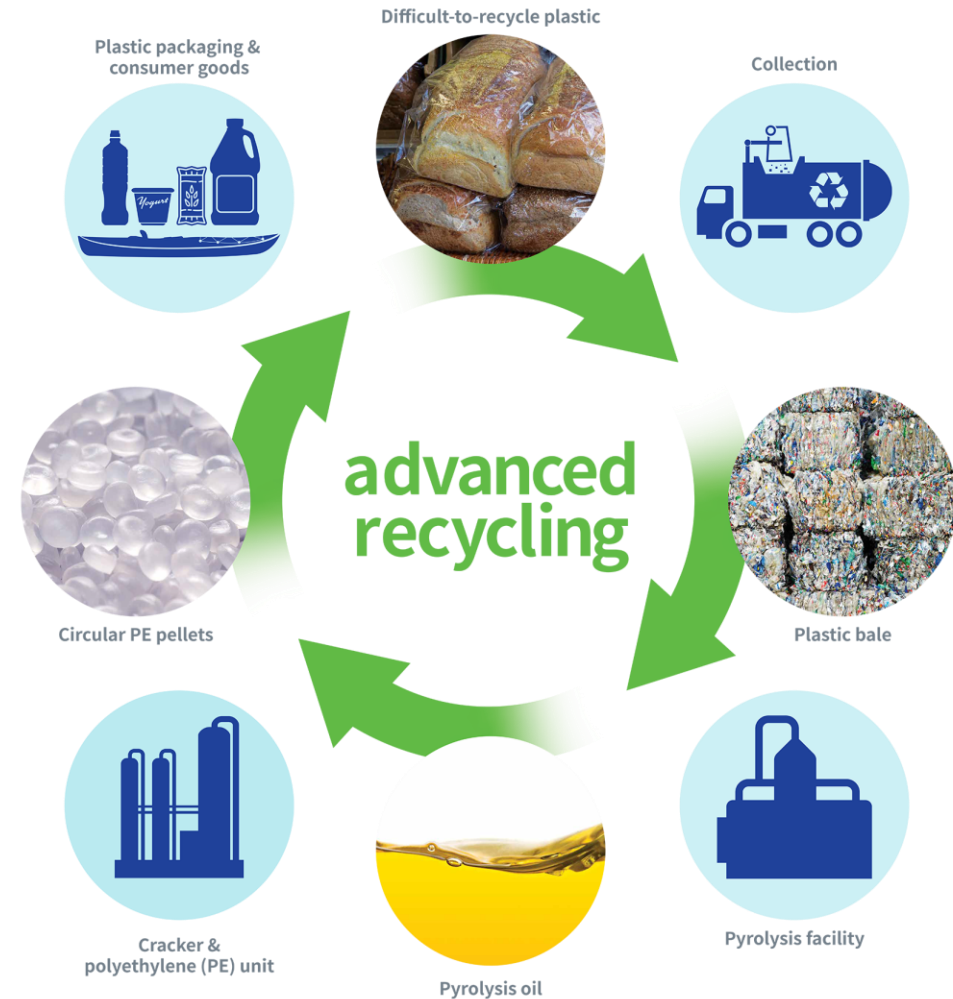 Difficult-to-recycle plastic
Plastic packaging &
consumer goods
Collection
Yogurt
advanced
recycling
Circular PE pellets
Plastic bale
Cracker &
polyethylene (PE) unit
Pyrolysis facility
Pyrolysis oil